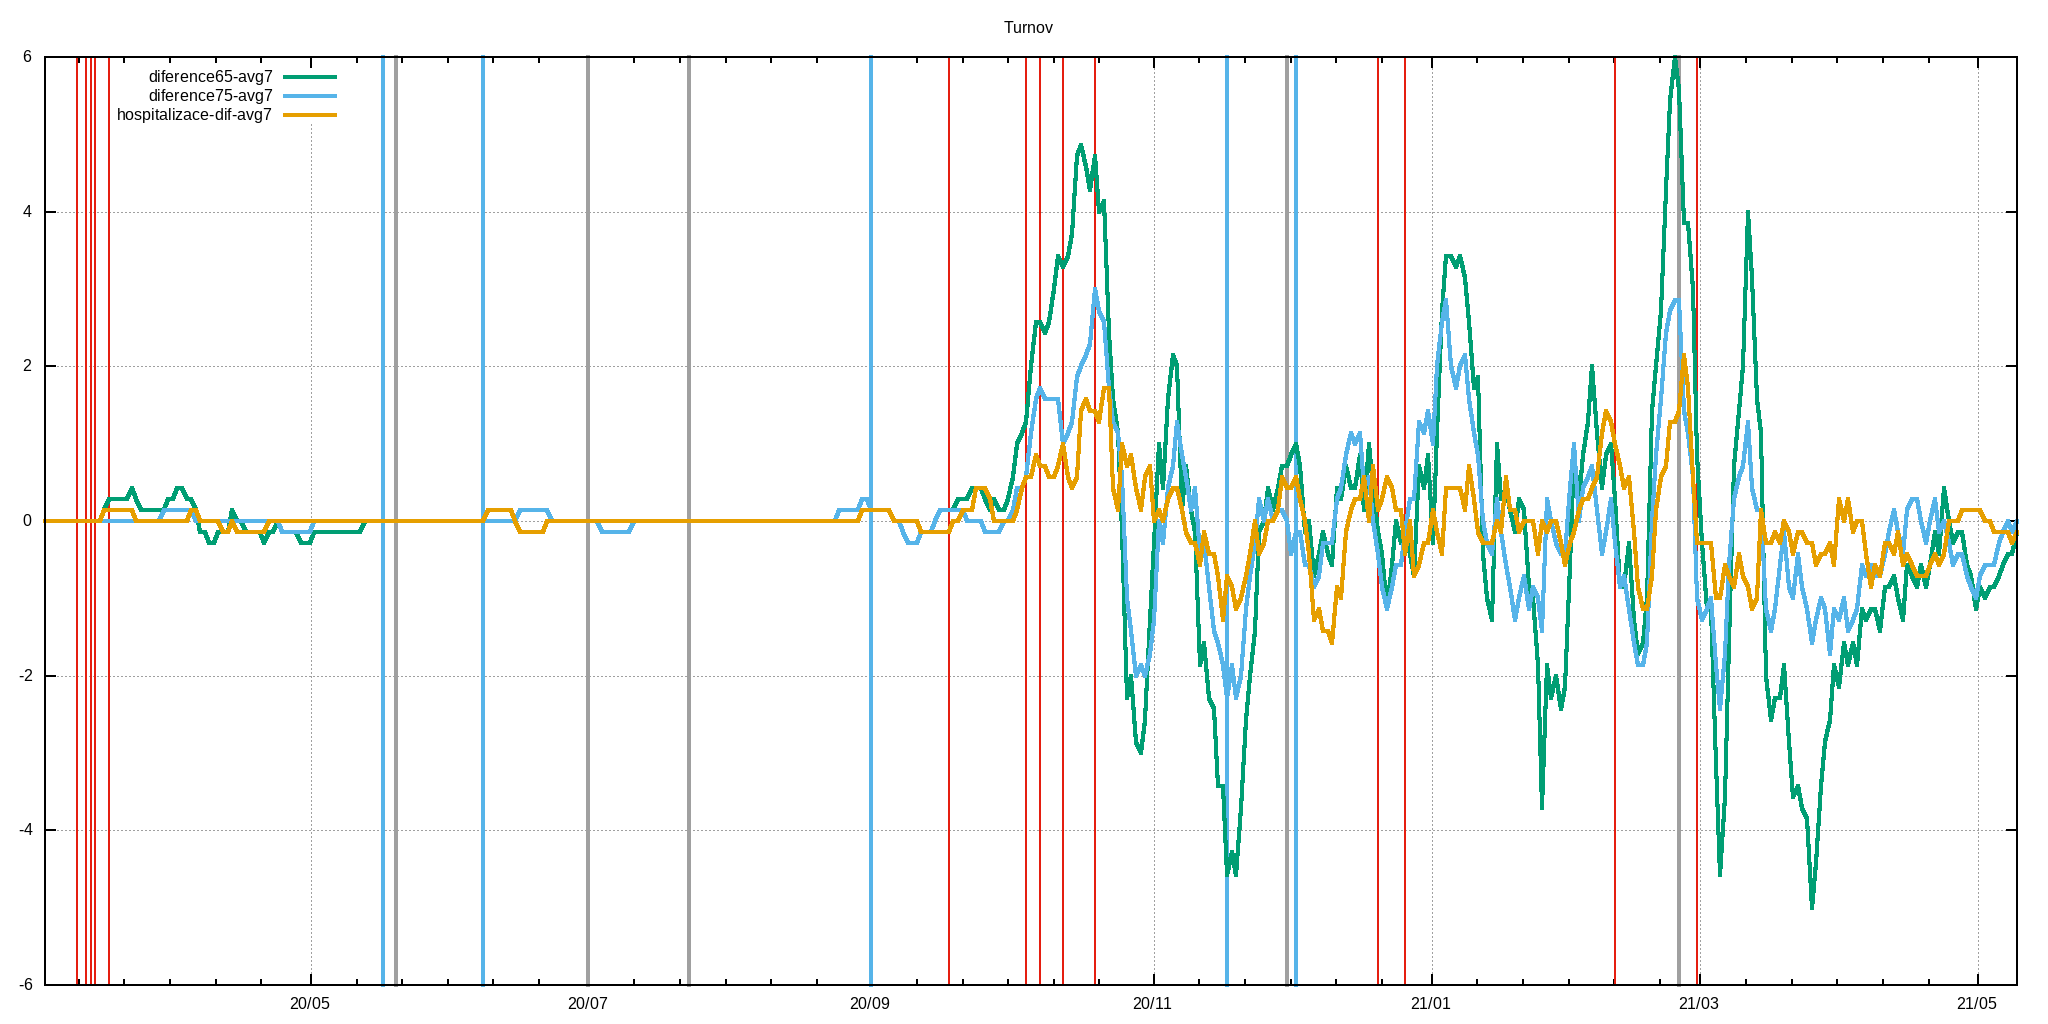 Turnov
diference65-avg7
diference75-avg7
hospitalizace-dif-avg7
6
4
2
0
-2
-4
-6
20/05 20/07 20/09 20/11 21/01 21/03 21/05